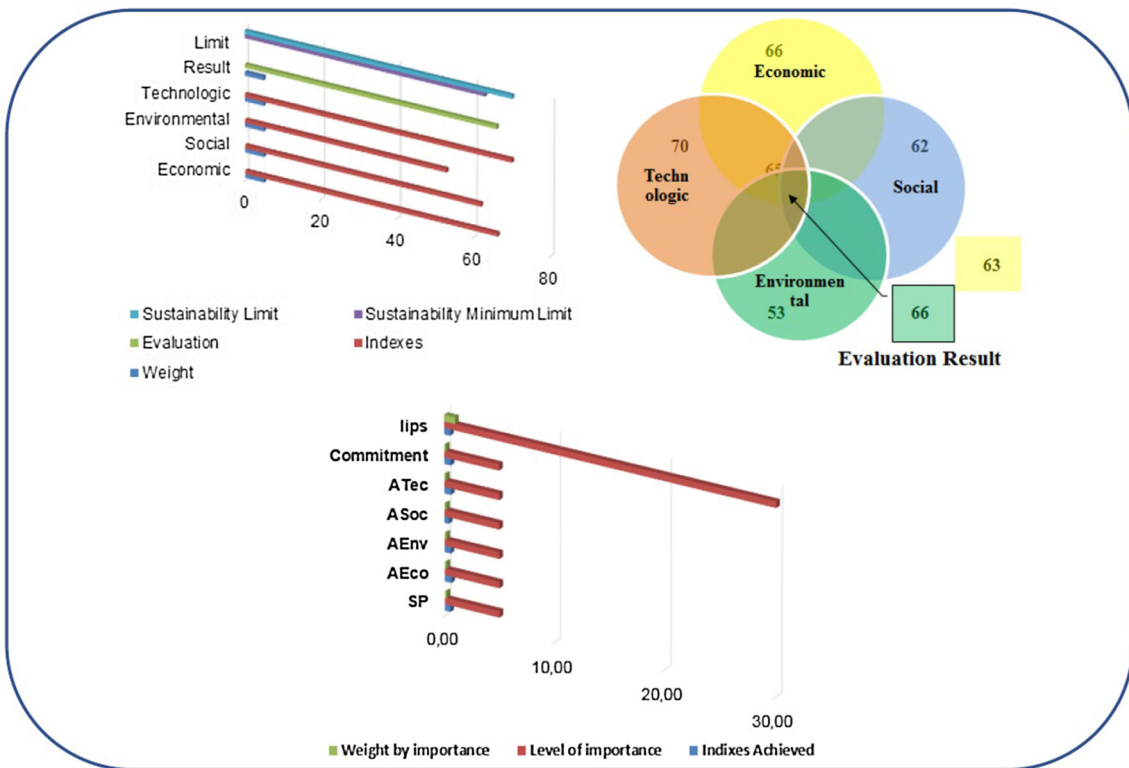 Limit
Result
Technologic
Environmental
Social
Economic
0
20
40
60
80
Sustainability Limit
Sustainability Minimum Limit
Evaluation
Indexes
Weight
66
Economic
70
Techn
ologic
65
62
Social
Environmen
tal
53
63
66
Evaluation Result
Iips
Commitment
ATec
ASoc
AEnv
AEco
SP
0,00
10,00
20,00
30,00
Weight by importance
Level of importance
Indixes Achieved